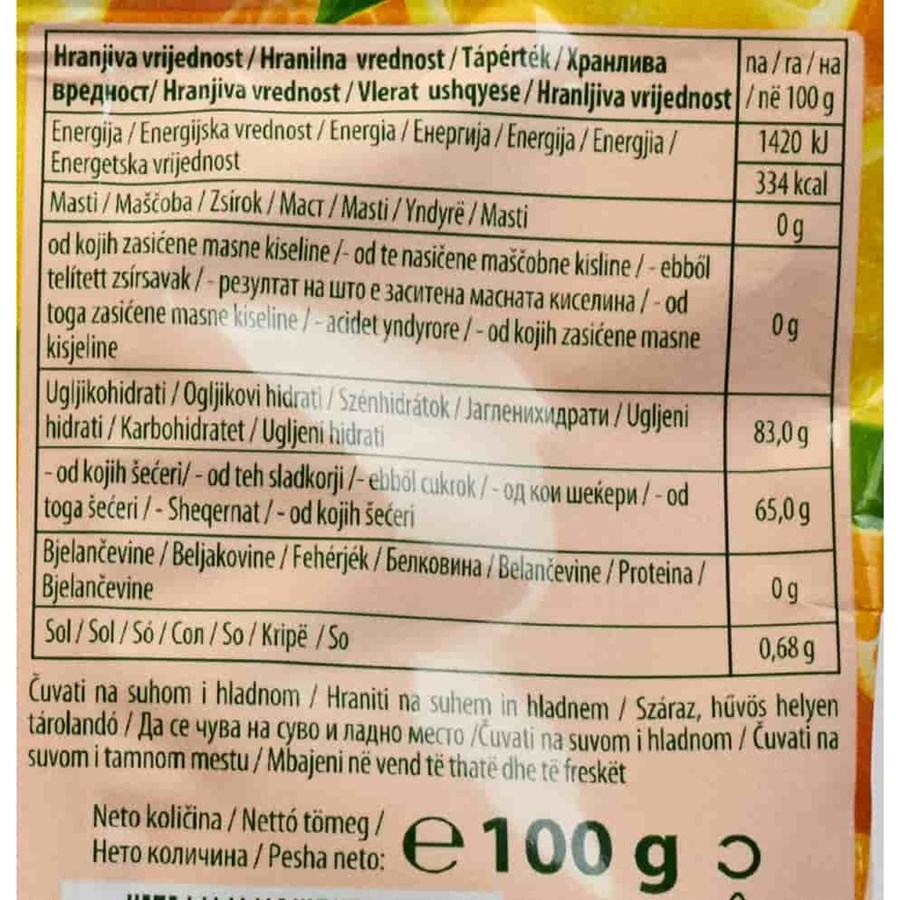 Hranjiva vrijednost / Hranilna vrednost / Tápérték / Хранлива
вредност/ Hranjiva vrednost / Vlerat ushqyese / Hranljiva vrijednost
na / ra / на
/ në 100 g
Energija / Energijska vrednost / Energia / Енергија / Energija / Energjia /
Energetska vrijednost
1420 kJ
334 kcal
Masti / Maščoba / Zsírok / Маст / Masti / Yndyrë / Masti
0 g
od kojih zasićene masne kiseline /- od te nasičene maščobne kisline / - ebből
telített zsírsavak / - резултат на што е заситена масната киселина / - od
toga zasićene masne kiseline / - acidet yndyrore / - od kojih zasićene masne
kisjeline
0 g
Ugljikohidrati / Ogljikovi hidrati / Szénhidrátok / Јагленихидрати / Ugljeni
hidrati / Karbohidratet / Ugljeni hidrati
83,0 g
- od kojih šećeri/ - od teh sladkorji /- ebből cukrok / - од кои шеќери / - od
toga šećeri / - Sheqernat / - od kojih šećeri
65,0 g
Bjelančevine / Beljakovine / Fehérjék / Белковина / Belančevine / Proteina /
Bjelančevine
0 g
Sol / Sol / Só / Сол / So / Kripë / So
0,68 g
Čuvati na suhom i hladnom / Hraniti na suhem in hladnem / Száraz, hűvös helyen
tárolandó / Да се чува на суво и ладно место /Čuvati na suvom i hladnom / Čuvati na
suvom i tamnom mestu / Mbajeni në vend të thatë dhe të freskët
Neto količina / Nettó tömeg /
Нето количина / Pesha neto:
℮ 100 g